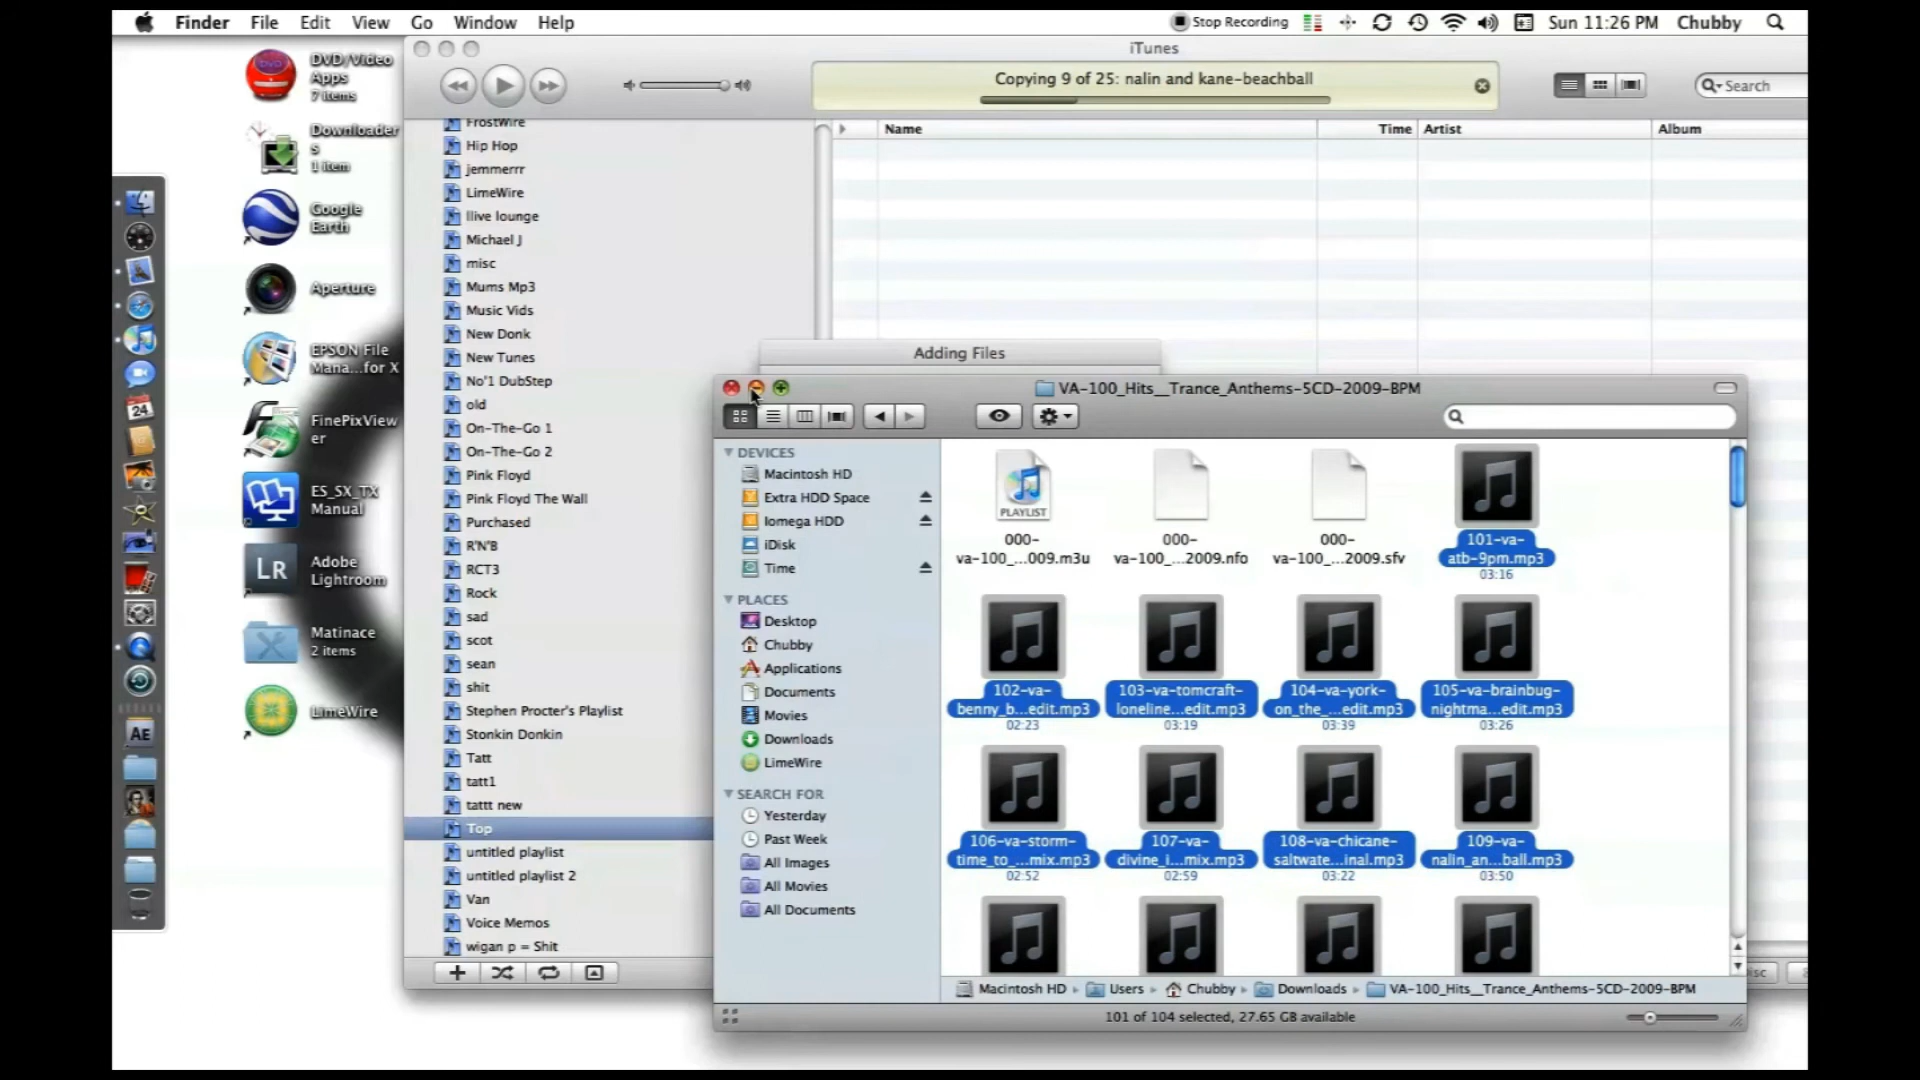 Finder File Edit View Go Window Help
Stop Recording
Sun 11:26 PM Chubby
DVD/Video
Apps
7 items
Downloader
s
1 item
Google
Earth
Aperture
EPSON File
Mana...for X
FinePixView
er
ES_SX_TX
Manual
Adobe
Lightroom
Matinace
2 items
LimeWire
24
AE
LR
iTunes
Copying 9 of 25: nalin and kane-beachball
Search
Name Time Artist Album
FrostWire
Hip Hop
jemmerrr
LimeWire
llive lounge
Michael J
misc
Mums Mp3
Music Vids
New Donk
New Tunes
No'1 DubStep
old
On-The-Go 1
On-The-Go 2
Pink Floyd
Pink Floyd The Wall
Purchased
R'N'B
RCT3
Rock
sad
scot
sean
shit
Stephen Procter's Playlist
Stonkin Donkin
Tatt
tatt1
tattt new
Top
untitled playlist
untitled playlist 2
Van
Voice Memos
wigan p = Shit
Adding Files
VA-100_Hits__Trance_Anthems-5CD-2009-BPM
DEVICES
Macintosh HD
Extra HDD Space
Iomega HDD
iDisk
Time
PLACES
Desktop
Chubby
Applications
Documents
Movies
Downloads
LimeWire
SEARCH FOR
Yesterday
Past Week
All Images
All Movies
All Documents
PLAYLIST
000-
va-100_...009.m3u
000-
va-100_...2009.nfo
000-
va-100_...2009.sfv
101-va-
atb-9pm.mp3
03:16
102-va-
benny_b...edit.mp3
02:23
103-va-tomcraft-
loneline...edit.mp3
03:19
104-va-york-
on_the_...edit.mp3
03:39
105-va-brainbug-
nightma...edit.mp3
03:26
106-va-storm-
time_to_...mix.mp3
02:52
107-va-
divine_i...mix.mp3
02:59
108-va-chicane-
saltwate...inal.mp3
03:22
109-va-
nalin_an...ball.mp3
03:50
Macintosh HD Users Chubby Downloads VA-100_Hits__Trance_Anthems-5CD-2009-BPM
101 of 104 selected, 27.65 GB available